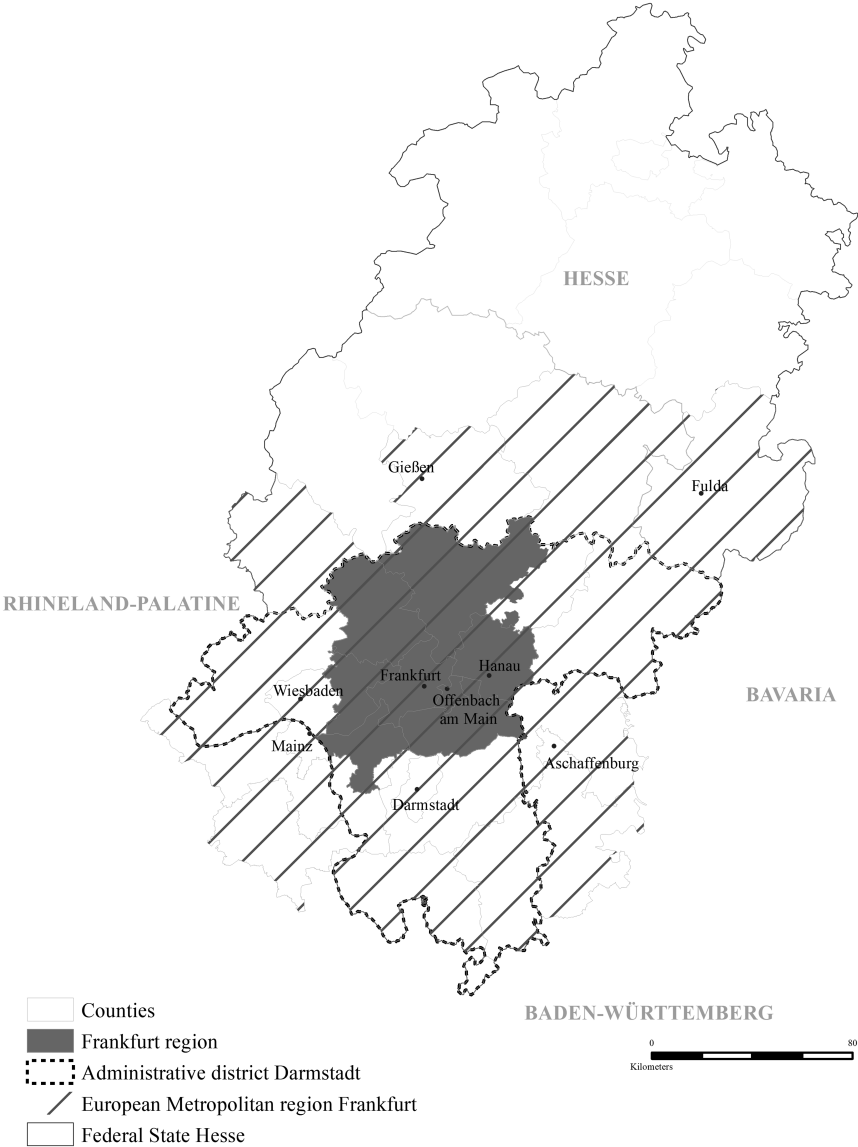 HESSE
Gießen
Fulda
RHINELAND-PALATINE
Hanau
Frankfurt
Wiesbaden
Offenbach
am Main
BAVARIA
Mainz
Aschaffenburg
Darmstadt
BADEN-WÜRTTEMBERG
Counties
Frankfurt region
Administrative district Darmstadt
European Metropolitan region Frankfurt
Federal State Hesse
0 80
Kilometers